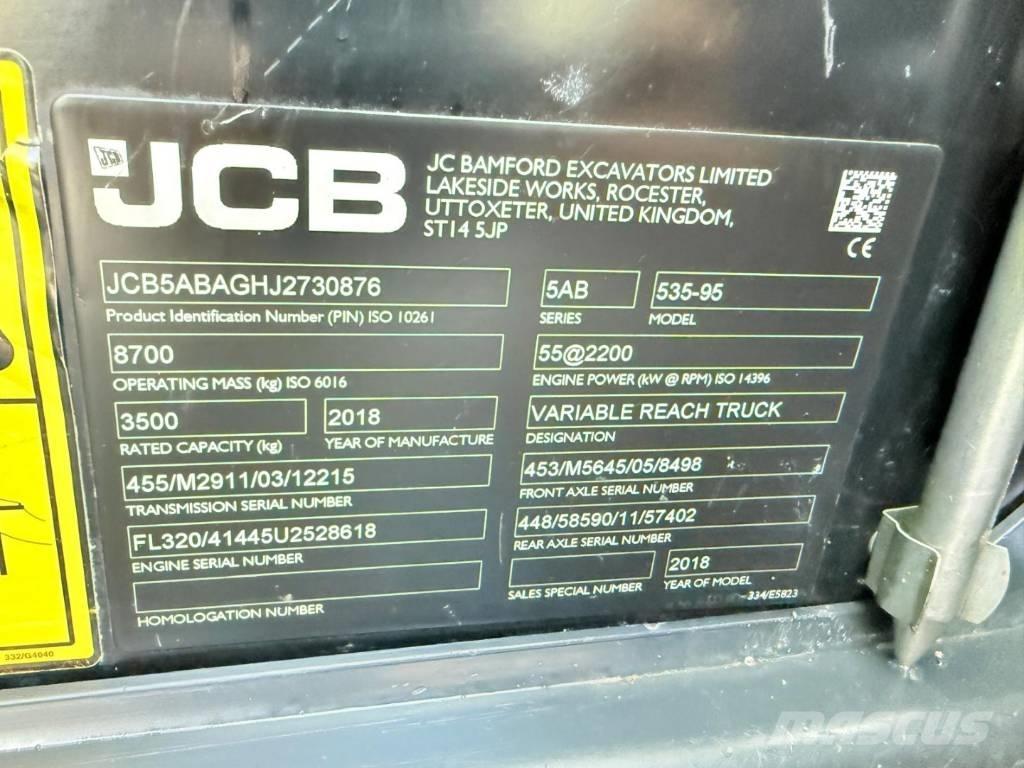 JCB
JCB
JC BAMFORD EXCAVATORS LIMITED
LAKESIDE WORKS, ROCESTER,
UTTOXETER, UNITED KINGDOM,
ST14 5JP
CE
JCB5ABAGHJ2730876
Product Identification Number (PIN) ISO 10261
5AB
SERIES
535-95
MODEL
8700
OPERATING MASS (kg) ISO 6016
55@2200
ENGINE POWER (kW @ RPM) ISO 14396
3500
RATED CAPACITY (kg)
2018
YEAR OF MANUFACTURE
VARIABLE REACH TRUCK
DESIGNATION
455/M2911/03/12215
TRANSMISSION SERIAL NUMBER
453/M5645/05/8498
FRONT AXLE SERIAL NUMBER
FL320/41445U2528618
ENGINE SERIAL NUMBER
448/58590/11/57402
REAR AXLE SERIAL NUMBER
HOMOLOGATION NUMBER
SALES SPECIAL NUMBER
2018
YEAR OF MODEL
334/E5823
332/G4040
mascus